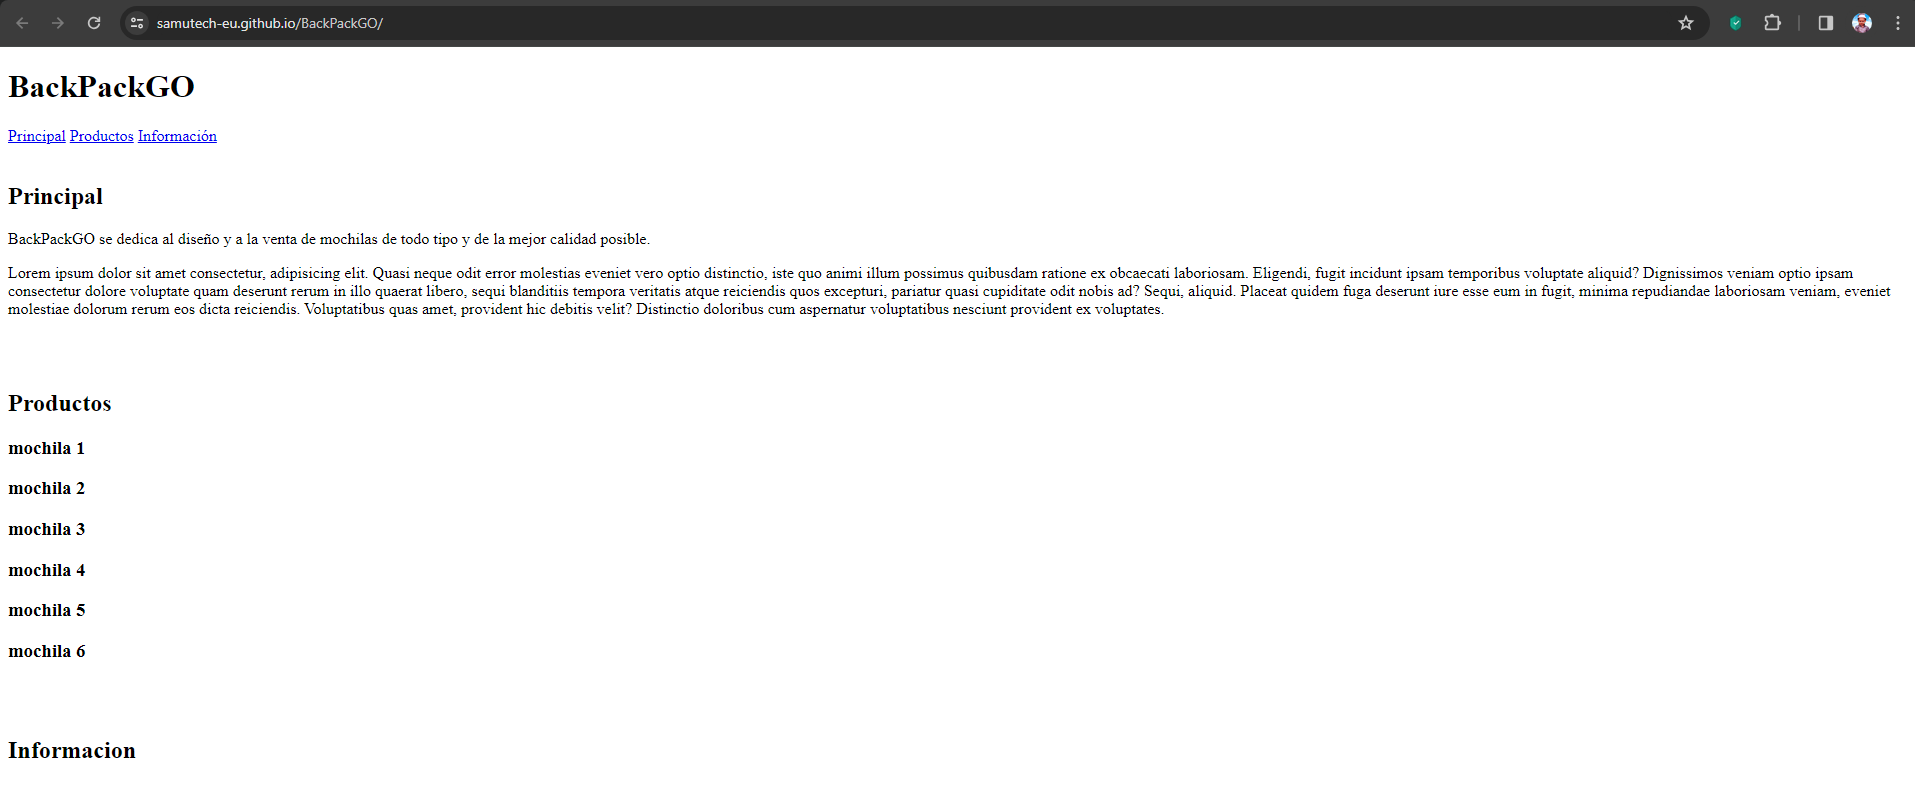 samutech-eu.github.io/BackPackGO/
BackPackGO
Principal Productos Información
Principal
BackPackGO se dedica al diseño y a la venta de mochilas de todo tipo y de la mejor calidad posible.
Lorem ipsum dolor sit amet consectetur, adipisicing elit. Quasi neque odit error molestias eveniet vero optio distinctio, iste quo animi illum possimus quibusdam ratione ex obcaecati laboriosam. Eligendi, fugit incidunt ipsam temporibus voluptate aliquid? Dignissimos veniam optio ipsam
consectetur dolore voluptate quam deserunt rerum in illo quaerat libero, sequi blanditiis tempora veritatis atque reiciendis quos excepturi, pariatur quasi cupiditate odit nobis ad? Sequi, aliquid. Placeat quidem fuga deserunt iure esse eum in fugit, minima repudiandae laboriosam veniam, eveniet
molestiae dolorum rerum eos dicta reiciendis. Voluptatibus quas amet, provident hic debitis velit? Distinctio doloribus cum aspernatur voluptatibus nesciunt provident ex voluptates.
Productos
mochila 1
mochila 2
mochila 3
mochila 4
mochila 5
mochila 6
Informacion